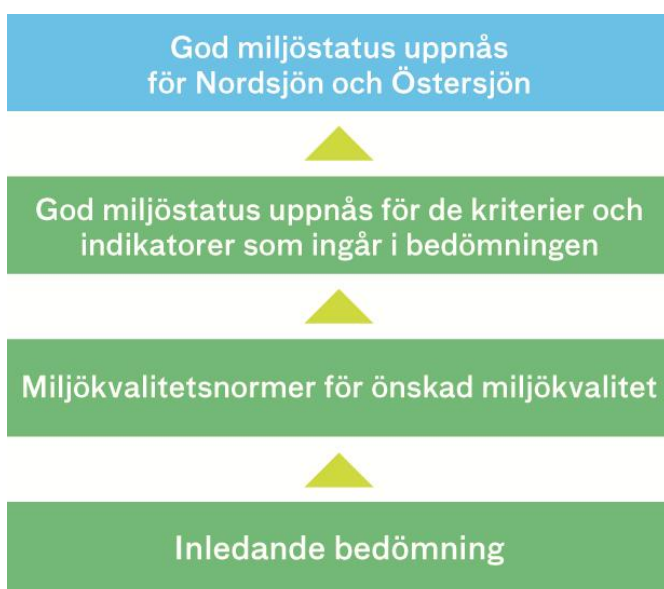 God miljöstatus uppnås
för Nordsjön och Östersjön
God miljöstatus uppnås för de kriterier och
indikatorer som ingår i bedömningen
Miljökvalitetsnormer för önskad miljökvalitet
Inledande bedömning